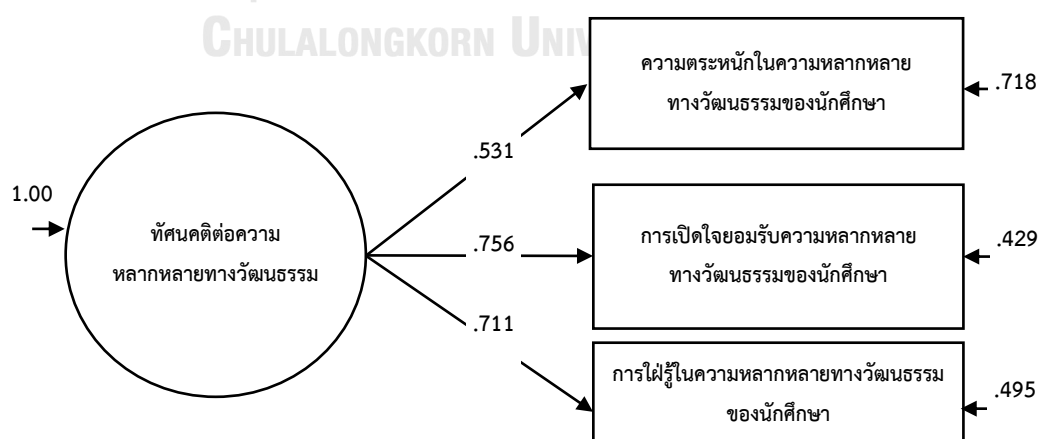 CHULALONGKORN UNIV
ความตระหนักในความหลากหลาย
ทางวัฒนธรรมของนักศึกษา
.718
.531
1.00
ทัศนคติต่อความ
หลากหลายทางวัฒนธรรม
.756
การเปิดใจยอมรับความหลากหลาย
ทางวัฒนธรรมของนักศึกษา
.429
.711
การใฝ่รู้ในความหลากหลายทางวัฒนธรรม
ของนักศึกษา
.495